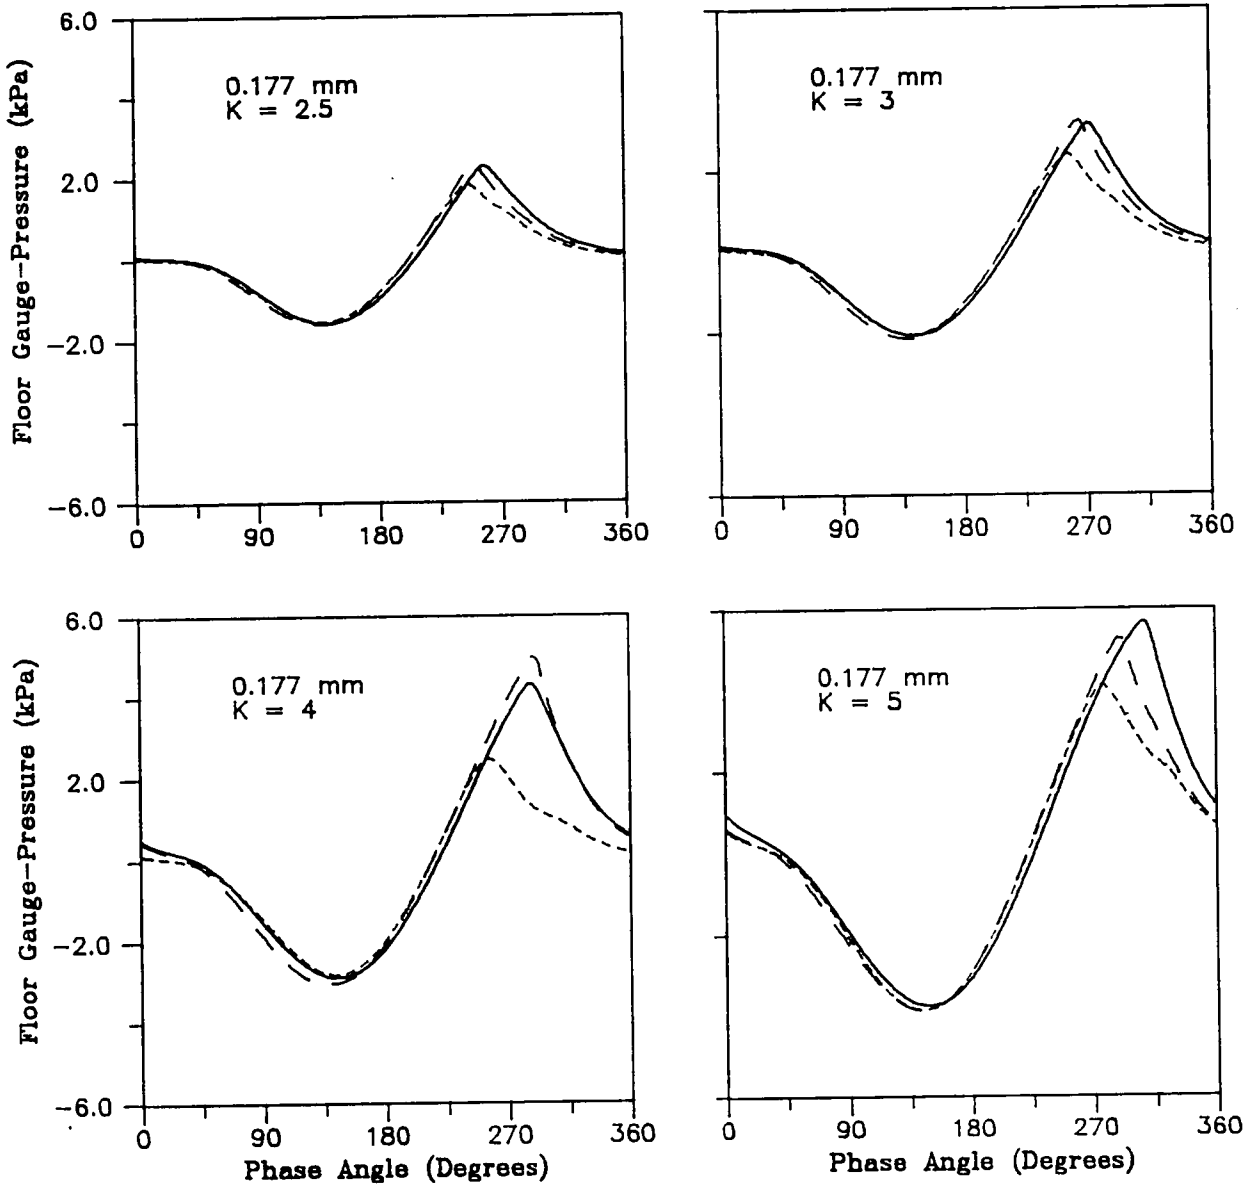 6.0
2.0
−2.0
−6.0
Floor Gauge−Pressure (kPa)
0.177 mm
K = 2.5
0 90 180 270 360
0.177 mm
K = 3
0 90 180 270 360
6.0
2.0
−2.0
−6.0
Floor Gauge−Pressure (kPa)
0.177 mm
K = 4
0 90 180 270 360
Phase Angle (Degrees)
0.177 mm
K = 5
0 90 180 270 360
Phase Angle (Degrees)